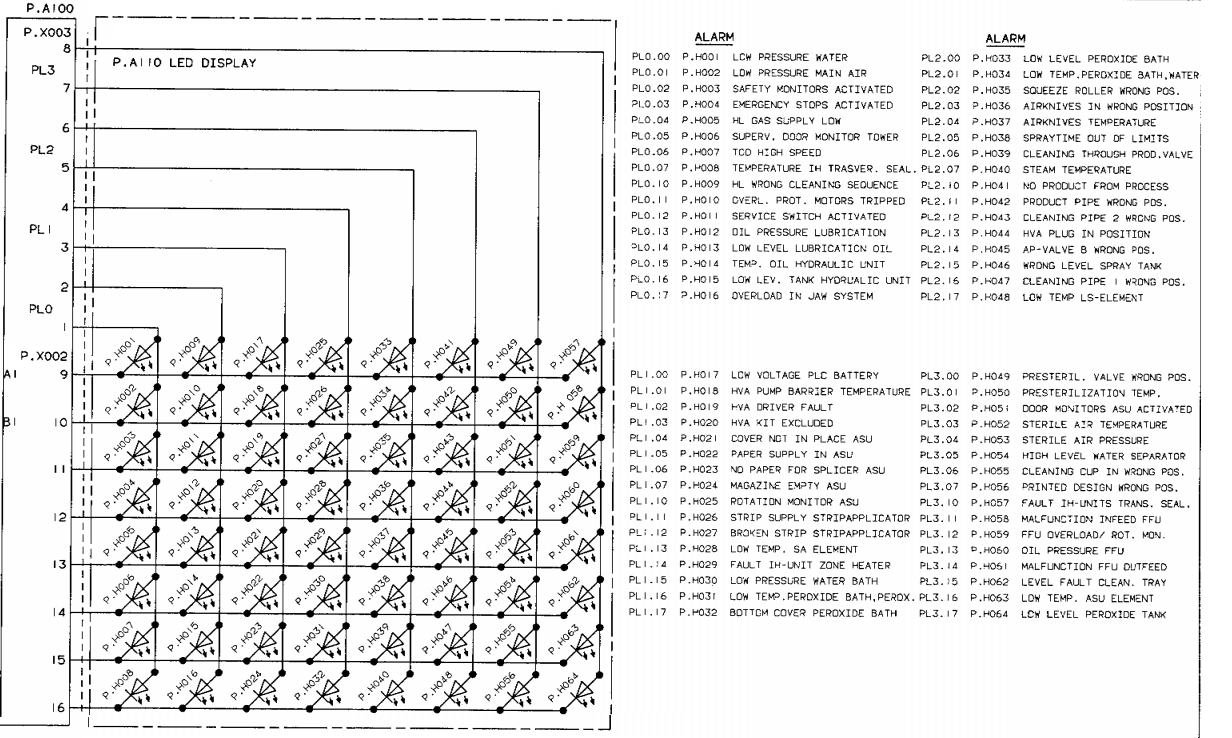 P.A100
P.X003
8
PL3
7
6
PL2
5
4
PL1
3
2
PL0
1
P.X002
A1
9
B1
10
11
12
13
14
15
16
P.A110 LED DISPLAY
P.H001 P.H009 P.H017 P.H025 P.H033 P.H041 P.H049 P.H057
P.H002 P.H010 P.H018 P.H026 P.H034 P.H042 P.H050 P.H 058
P.H003 P.H011 P.H019 P.H027 P.H035 P.H043 P.H051 P.H059
P.H004 P.H012 P.H020 P.H028 P.H036 P.H044 P.H052 P.H060
P.H005 P.H013 P.H021 P.H029 P.H037 P.H045 P.H053 P.H061
P.H006 P.H014 P.H022 P.H030 P.H038 P.H046 P.H054 P.H062
P.H007 P.H015 P.H023 P.H031 P.H039 P.H047 P.H055 P.H063
P.H008 P.H016 P.H024 P.H032 P.H040 P.H048 P.H056 P.H064
ALARM
PL0.00 P.H001 LOW PRESSURE WATER
PL0.01 P.H002 LOW PRESSURE MAIN AIR
PL0.02 P.H003 SAFETY MONITORS ACTIVATED
PL0.03 P.H004 EMERGENCY STOPS ACTIVATED
PL0.04 P.H005 HL GAS SUPPLY LOW
PL0.05 P.H006 SUPERV. DOOR MONITOR TOWER
PL0.06 P.H007 TCO HIGH SPEED
PL0.07 P.H008 TEMPERATURE IH TRASVER. SEAL.
PL0.10 P.H009 HL WRONG CLEANING SEQUENCE
PL0.11 P.H010 OVERL. PROT. MOTORS TRIPPED
PL0.12 P.H011 SERVICE SWITCH ACTIVATED
PL0.13 P.H012 OIL PRESSURE LUBRICATION
PL0.14 P.H013 LOW LEVEL LUBRICATION OIL
PL0.15 P.H014 TEMP. OIL HYDRAULIC UNIT
PL0.16 P.H015 LOW LEV. TANK HYDRUALIC UNIT
PL0.17 P.H016 OVERLOAD IN JAW SYSTEM
ALARM
PL2.00 P.H033 LOW LEVEL PEROXIDE BATH
PL2.01 P.H034 LOW TEMP.PEROXIDE BATH,WATER
PL2.02 P.H035 SQUEEZE ROLLER WRONG POS.
PL2.03 P.H036 AIRKNIVES IN WRONG POSITION
PL2.04 P.H037 AIRKNIVES TEMPERATURE
PL2.05 P.H038 SPRAYTIME OUT OF LIMITS
PL2.06 P.H039 CLEANING THROUGH PROD.VALVE
PL2.07 P.H040 STEAM TEMPERATURE
PL2.10 P.H041 NO PRODUCT FROM PROCESS
PL2.11 P.H042 PRODUCT PIPE WRONG POS.
PL2.12 P.H043 CLEANING PIPE 2 WRONG POS.
PL2.13 P.H044 HVA PLUG IN POSITION
PL2.14 P.H045 AP-VALVE B WRONG POS.
PL2.15 P.H046 WRONG LEVEL SPRAY TANK
PL2.16 P.H047 CLEANING PIPE 1 WRONG POS.
PL2.17 P.H048 LOW TEMP LS-ELEMENT
PL1.00 P.H017 LOW VOLTAGE PLC BATTERY
PL1.01 P.H018 HVA PUMP BARRIER TEMPERATURE
PL1.02 P.H019 HVA DRIVER FAULT
PL1.03 P.H020 HVA KIT EXCLUDED
PL1.04 P.H021 COVER NOT IN PLACE ASU
PL1.05 P.H022 PAPER SUPPLY IN ASU
PL1.06 P.H023 NO PAPER FOR SPLICER ASU
PL1.07 P.H024 MAGAZINE EMPTY ASU
PL1.10 P.H025 ROTATION MONITOR ASU
PL1.11 P.H026 STRIP SUPPLY STRIPAPPLICATOR
PL1.12 P.H027 BROKEN STRIP STRIPAPPLICATOR
PL1.13 P.H028 LOW TEMP. SA ELEMENT
PL1.14 P.H029 FAULT IH-UNIT ZONE HEATER
PL1.15 P.H030 LOW PRESSURE WATER BATH
PL1.16 P.H031 LOW TEMP.PEROXIDE BATH,PEROX.
PL1.17 P.H032 BOTTOM COVER PEROXIDE BATH
PL3.00 P.H049 PRESTERIL. VALVE WRONG POS.
PL3.01 P.H050 PRESTERILIZATION TEMP.
PL3.02 P.H051 DOOR MONITORS ASU ACTIVATED
PL3.03 P.H052 STERILE AIR TEMPERATURE
PL3.04 P.H053 STERILE AIR PRESSURE
PL3.05 P.H054 HIGH LEVEL WATER SEPARATOR
PL3.06 P.H055 CLEANING CUP IN WRONG POS.
PL3.07 P.H056 PRINTED DESIGN WRONG POS.
PL3.10 P.H057 FAULT IH-UNITS TRANS. SEAL.
PL3.11 P.H058 MALFUNCTION INFEED FFU
PL3.12 P.H059 FFU OVERLOAD/ ROT. MON.
PL3.13 P.H060 OIL PRESSURE FFU
PL3.14 P.H061 MALFUNCTION FFU OUTFEED
PL3.15 P.H062 LEVEL FAULT CLEAN. TRAY
PL3.16 P.H063 LOW TEMP. ASU ELEMENT
PL3.17 P.H064 LOW LEVEL PEROXIDE TANK